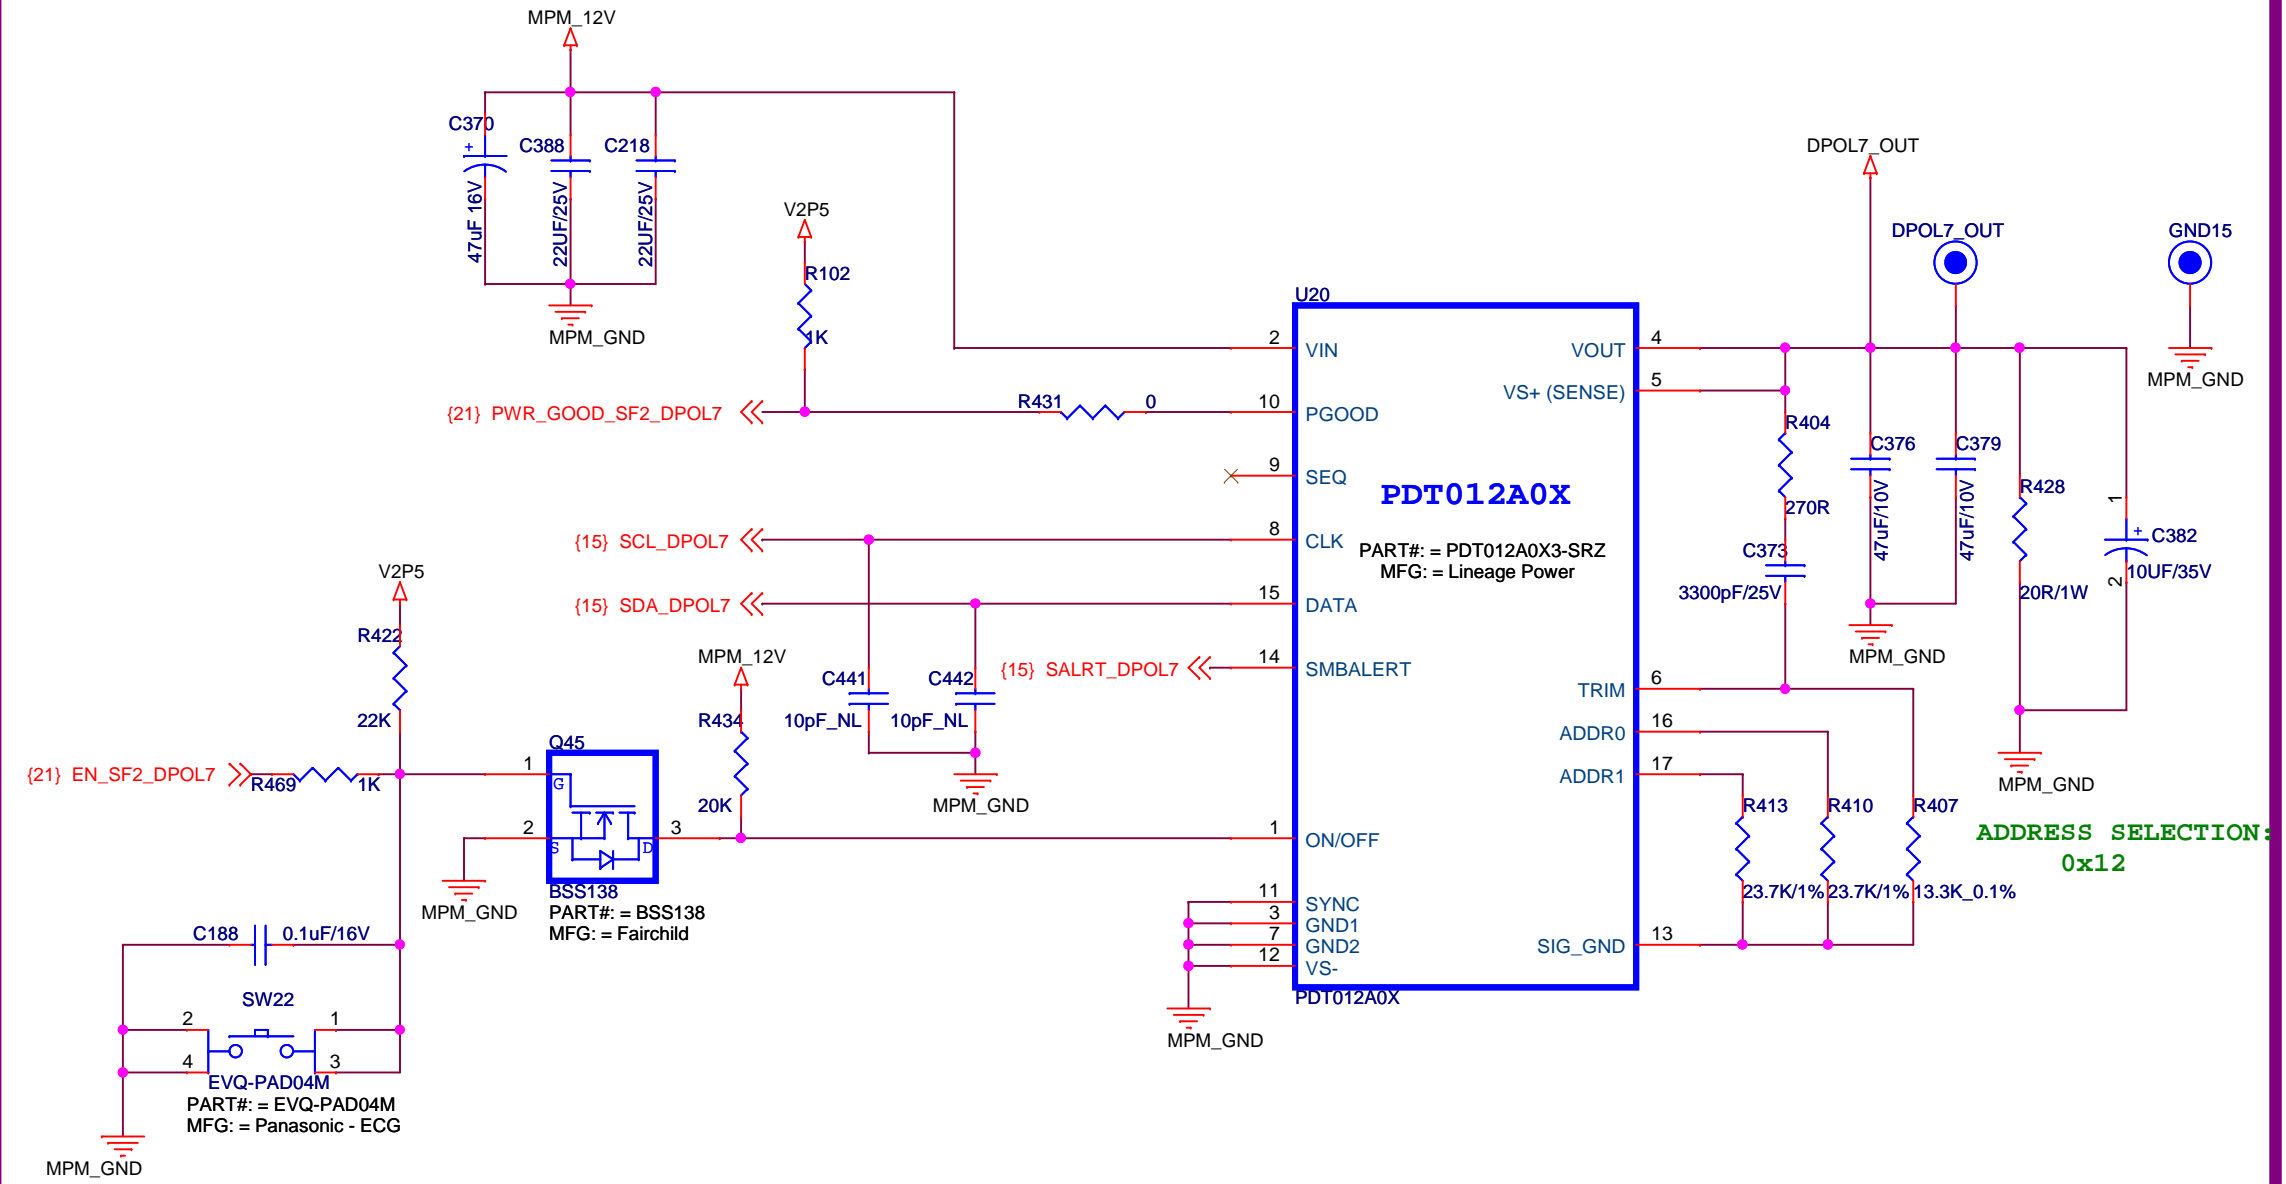 MPM_12V
C370
+
47uF 16V
C388
22UF/25V
C218
22UF/25V
MPM_GND
V2P5
R102
1K
{21} PWR_GOOD_SF2_DPOL7
R431
0
{15} SCL_DPOL7
{15} SDA_DPOL7
{15} SALRT_DPOL7
C441
10pF_NL
C442
10pF_NL
MPM_GND
V2P5
R422
22K
{21} EN_SF2_DPOL7
R469
1K
MPM_12V
R434
20K
Q45
1
G
2
S
3
D
BSS138
PART#: = BSS138
MFG: = Fairchild
MPM_GND
C188
0.1uF/16V
SW22
2
1
4
3
EVQ-PAD04M
PART#: = EVQ-PAD04M
MFG: = Panasonic - ECG
MPM_GND
U20
2 VIN
10 PGOOD
9 SEQ
8 CLK
15 DATA
14 SMBALERT
1 ON/OFF
11 SYNC
3 GND1
7 GND2
12 VS-
MPM_GND
PDT012A0X
PART#: = PDT012A0X3-SRZ
MFG: = Lineage Power
VOUT 4
VS+ (SENSE) 5
TRIM 6
ADDR0 16
ADDR1 17
SIG_GND 13
PDT012A0X
DPOL7_OUT
DPOL7_OUT
GND15
MPM_GND
R404
270R
C373
3300pF/25V
C376
47uF/10V
C379
47uF/10V
MPM_GND
R428
20R/1W
1
+
C382
2
10UF/35V
MPM_GND
R413
23.7K/1%
R410
23.7K/1%
R407
13.3K_0.1%
ADDRESS SELECTION:
0x12